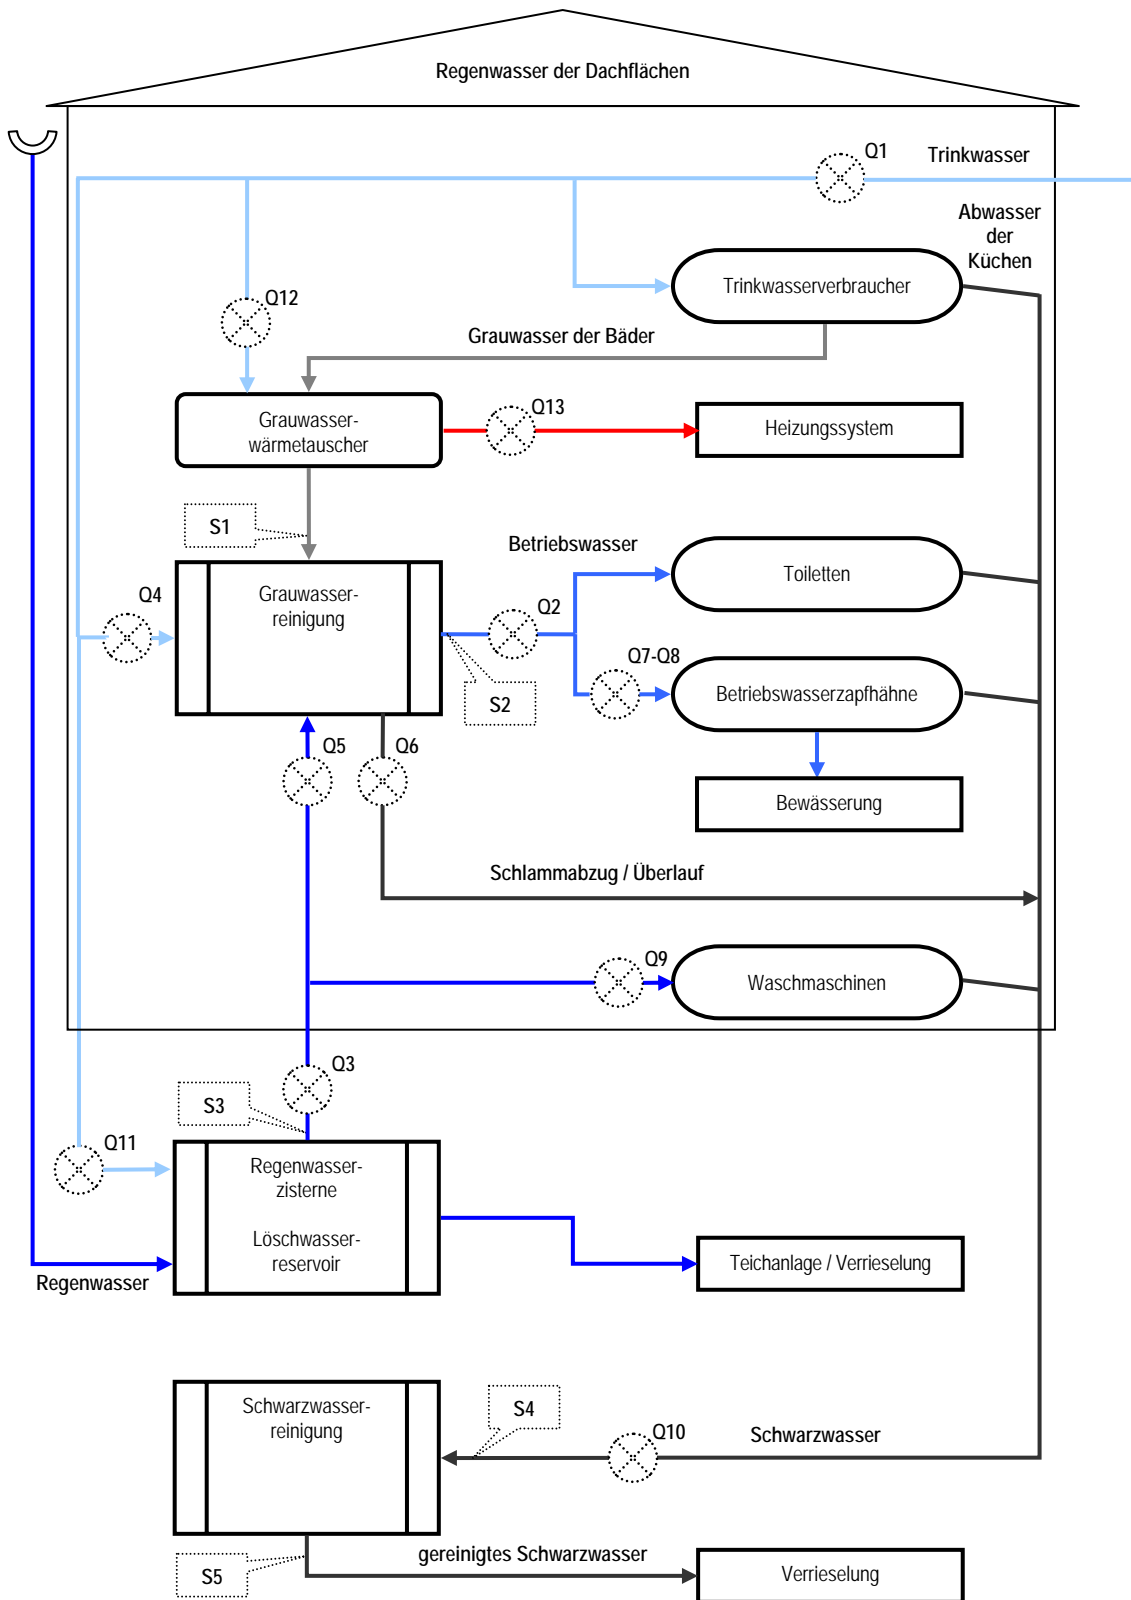 Regenwasser der Dachflächen
Q1
Trinkwasser
Abwasser
der
Küchen
Trinkwasserverbraucher
Q12
Grauwasser der Bäder
Grauwasser-
wärmetauscher
Q13
Heizungssystem
S1
Betriebswasser
Toiletten
Grauwasser-
reinigung
Q4
Q2
Q7-Q8
Betriebswasserzapfhähne
S2
Q5
Q6
Bewässerung
Schlammabzug / Überlauf
Q9
Waschmaschinen
Q3
S3
Q11
Regenwasser-
zisterne
Löschwasser-
reservoir
Teichanlage / Verrieselung
Regenwasser
Schwarzwasser-
reinigung
S4
Q10
Schwarzwasser
gereinigtes Schwarzwasser
S5
Verrieselung